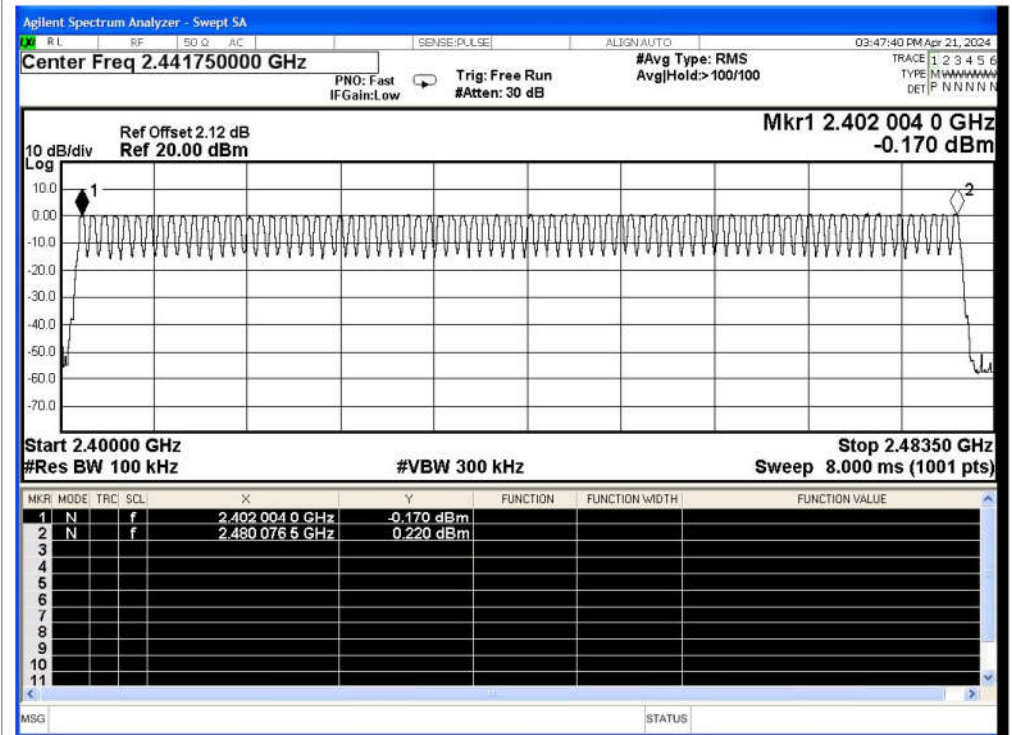 Agilent Spectrum Analyzer - Swept SA
LXI RL RF 50 Ω AC SENSE:PULSE ALIGN AUTO 03:47:40 PM Apr 21, 2024
Center Freq 2.441750000 GHz #Avg Type: RMS TRACE 1 2 3 4 5 6
PNO: Fast Trig: Free Run Avg|Hold:> 100/100 TYPE M WWWWW
IFGain:Low #Atten: 30 dB DET P N N N N N
Ref Offset 2.12 dB Mkr1 2.402 004 0 GHz
10 dB/div Ref 20.00 dBm -0.170 dBm
Log
10.0
1 2
0.00
-10.0
-20.0
-30.0
-40.0
-50.0
-60.0
-70.0
Start 2.40000 GHz Stop 2.48350 GHz
#Res BW 100 kHz #VBW 300 kHz Sweep 8.000 ms (1001 pts)
MKR MODE TRC SCL X Y FUNCTION FUNCTION WIDTH FUNCTION VALUE
1 N f 2.402 004 0 GHz -0.170 dBm
2 N f 2.480 076 5 GHz 0.220 dBm
3
4
5
6
7
8
9
10
11
MSG STATUS